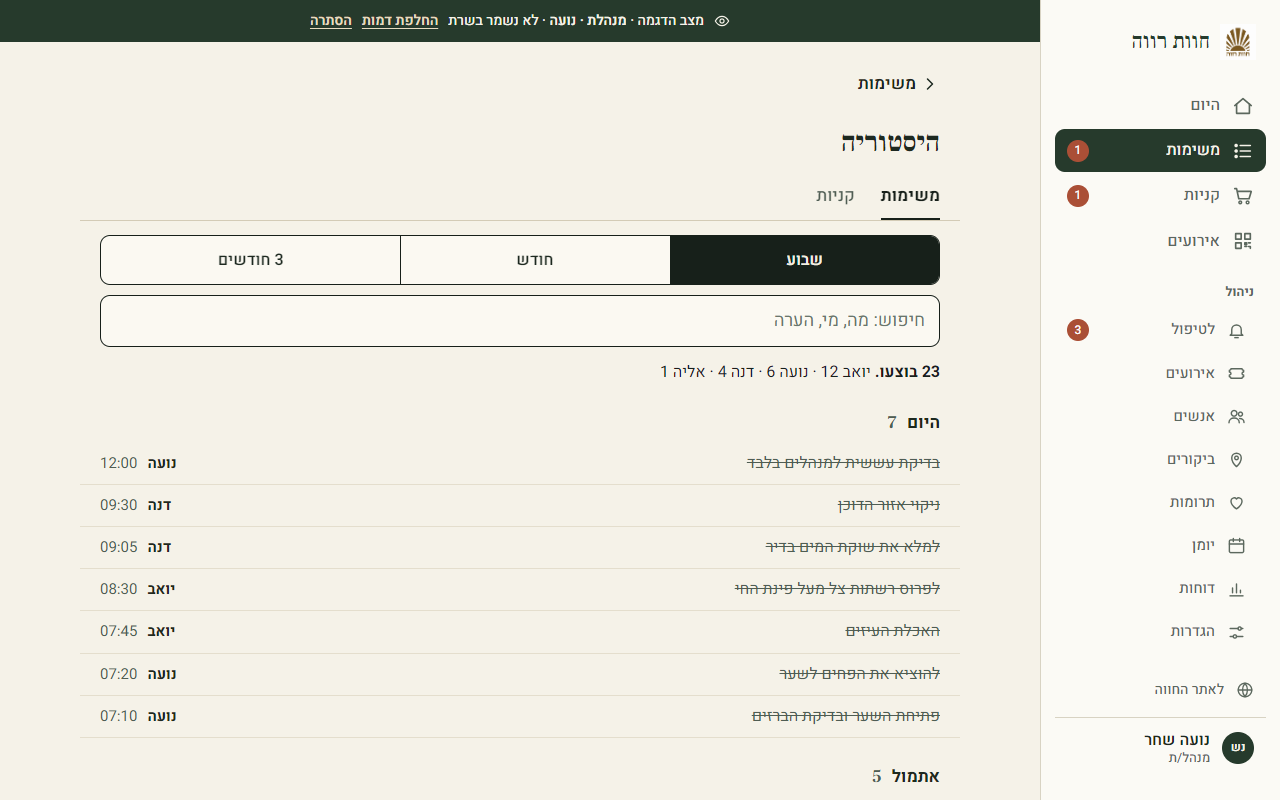 מצב הדגמה · מנהלת · נועה · לא נשמר בשרת החלפת דמות הסתרה
חוות רווה
היום
משימות 1
קניות 1
אירועים
ניהול
לטיפול 3
אירועים
אנשים
ביקורים
תרומות
יומן
דוחות
הגדרות
לאתר החווה
נש נועה שחר
מנהל/ת
משימות
היסטוריה
משימות קניות
שבוע חודש 3 חודשים
חיפוש: מה, מי, הערה
23 בוצעו. יואב 12 · נועה 6 · דנה 4 · אליה 1
היום 7
בדיקת עששית למנהלים בלבד נועה 12:00
ניקוי אזור הדוכן דנה 09:30
למלא את שוקת המים בדיר דנה 09:05
לפרוס רשתות צל מעל פינת החי יואב 08:30
האכלת העיזים יואב 07:45
להוציא את הפחים לשער נועה 07:20
פתיחת השער ובדיקת הברזים נועה 07:10
אתמול 5